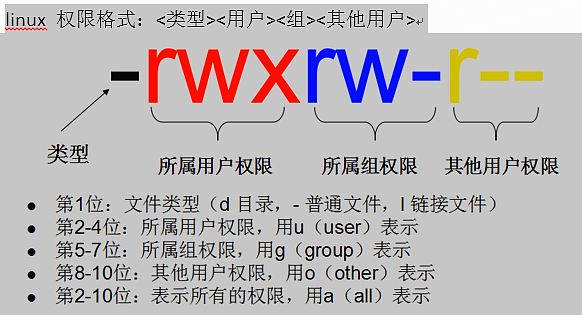 linux 权限格式：<类型><用户><组><其他用户>↵
-rwxrw-r--
类型
所属用户权限 所属组权限 其他用户权限
● 第1位：文件类型（d 目录，- 普通文件，l 链接文件）
● 第2-4位：所属用户权限，用u（user）表示
● 第5-7位：所属组权限，用g（group）表示
● 第8-10位：其他用户权限，用o（other）表示
● 第2-10位：表示所有的权限，用a（all）表示